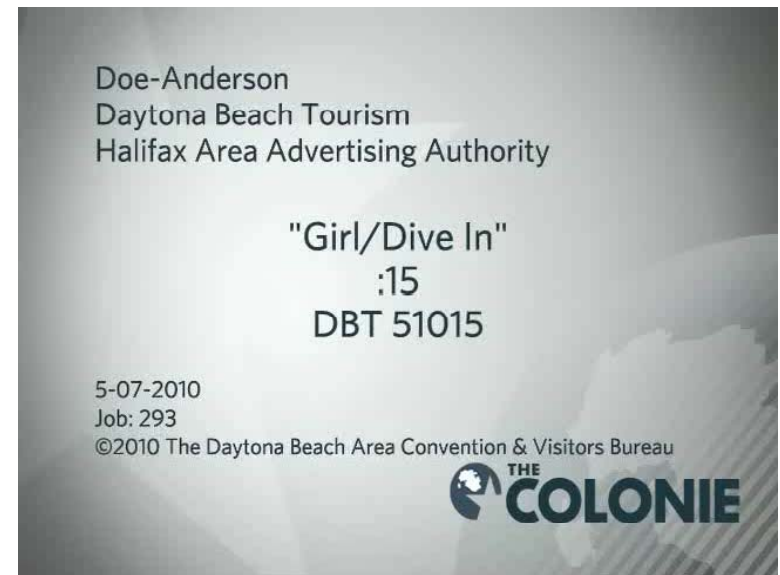 Doe-Anderson
Daytona Beach Tourism
Halifax Area Advertising Authority
"Girl/Dive In"
:15
DBT 51015
5-07-2010
Job: 293
©2010 The Daytona Beach Area Convention & Visitors Bureau
THE
COLONIE